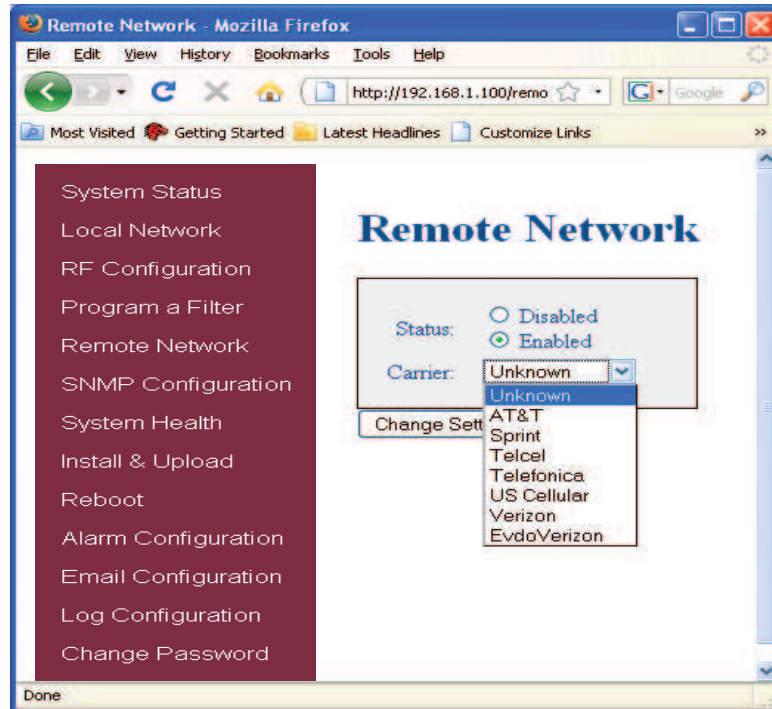 Remote Network - Mozilla Firefox
File Edit View History Bookmarks Tools Help
http://192.168.1.100/remo
G Google
Most Visited Getting Started Latest Headlines Customize Links »
System Status
Local Network
RF Configuration
Program a Filter
Remote Network
SNMP Configuration
System Health
Install & Upload
Reboot
Alarm Configuration
Email Configuration
Log Configuration
Change Password
Remote Network
Status: Disabled
Enabled
Carrier: Unknown
Unknown
AT&T
Sprint
Telcel
Telefonica
US Cellular
Verizon
EvdoVerizon
Change Sett
Done